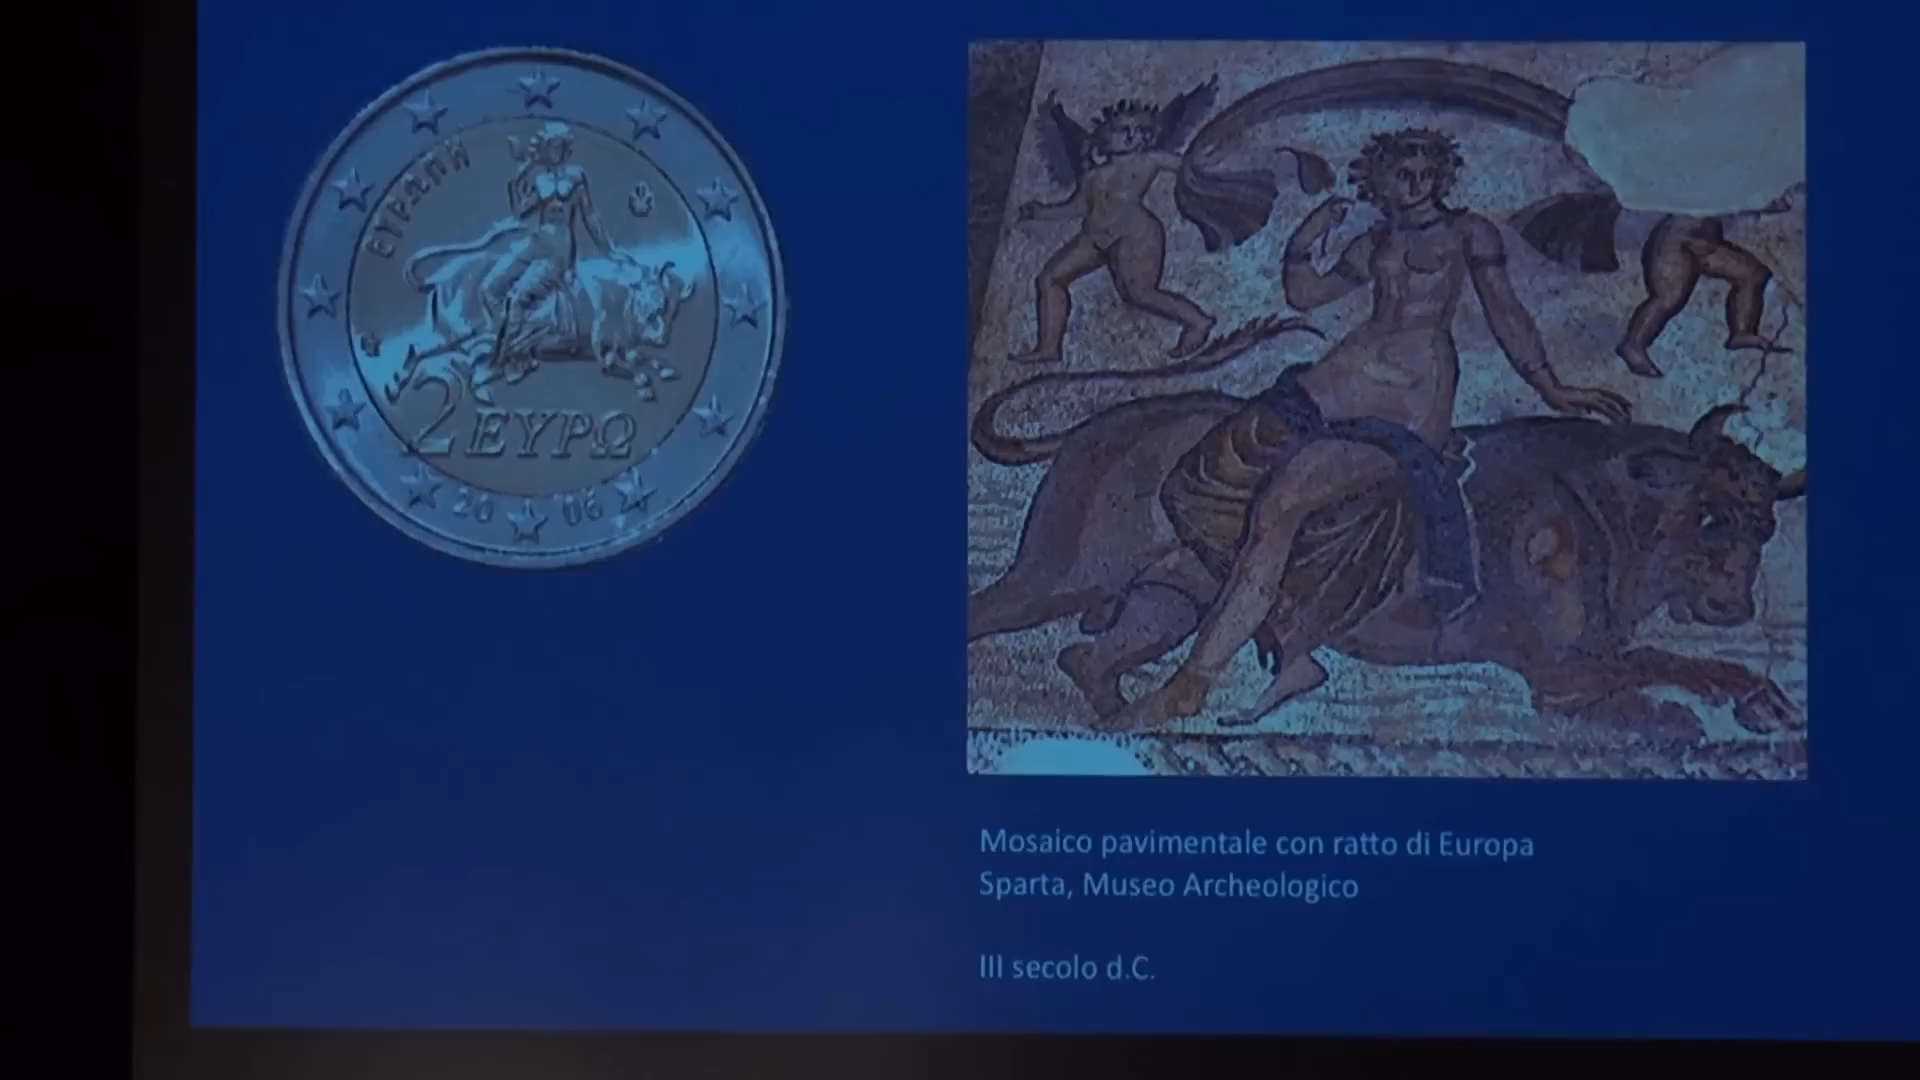 ΕΥΡΩΠΗ
2 ΕΥΡΩ
20 06
Mosaico pavimentale con ratto di Europa
Sparta, Museo Archeologico
III secolo d.C.